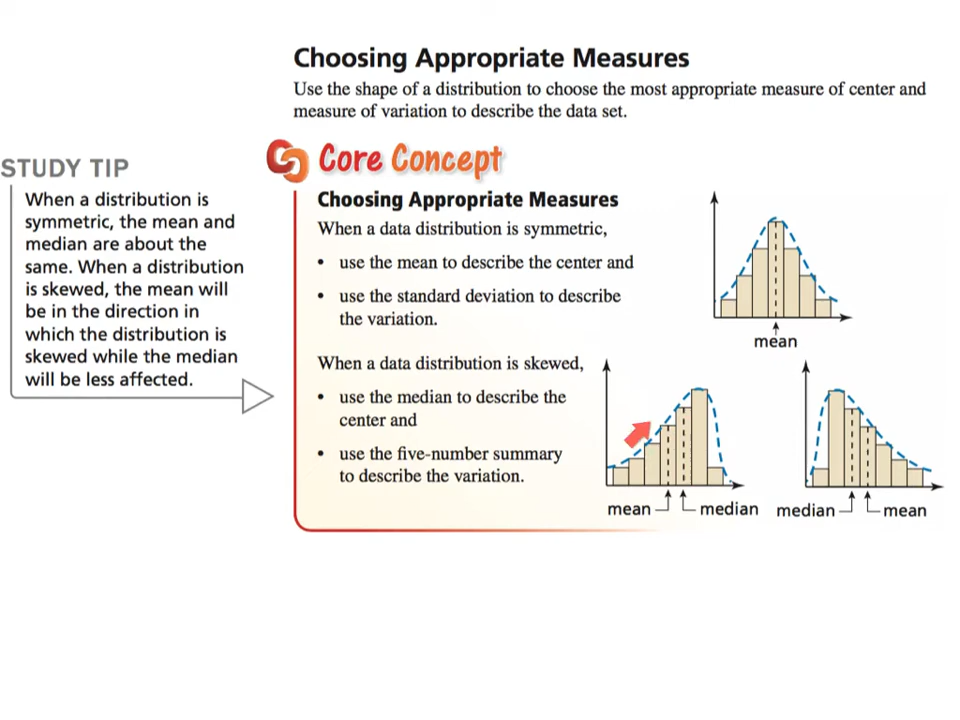 Choosing Appropriate Measures
Use the shape of a distribution to choose the most appropriate measure of center and
measure of variation to describe the data set.
STUDY TIP
When a distribution is
symmetric, the mean and
median are about the
same. When a distribution
is skewed, the mean will
be in the direction in
which the distribution is
skewed while the median
will be less affected.
Core Concept
Choosing Appropriate Measures
When a data distribution is symmetric,
• use the mean to describe the center and
• use the standard deviation to describe
the variation.
mean
When a data distribution is skewed,
• use the median to describe the
center and
• use the five-number summary
to describe the variation.
mean median median mean